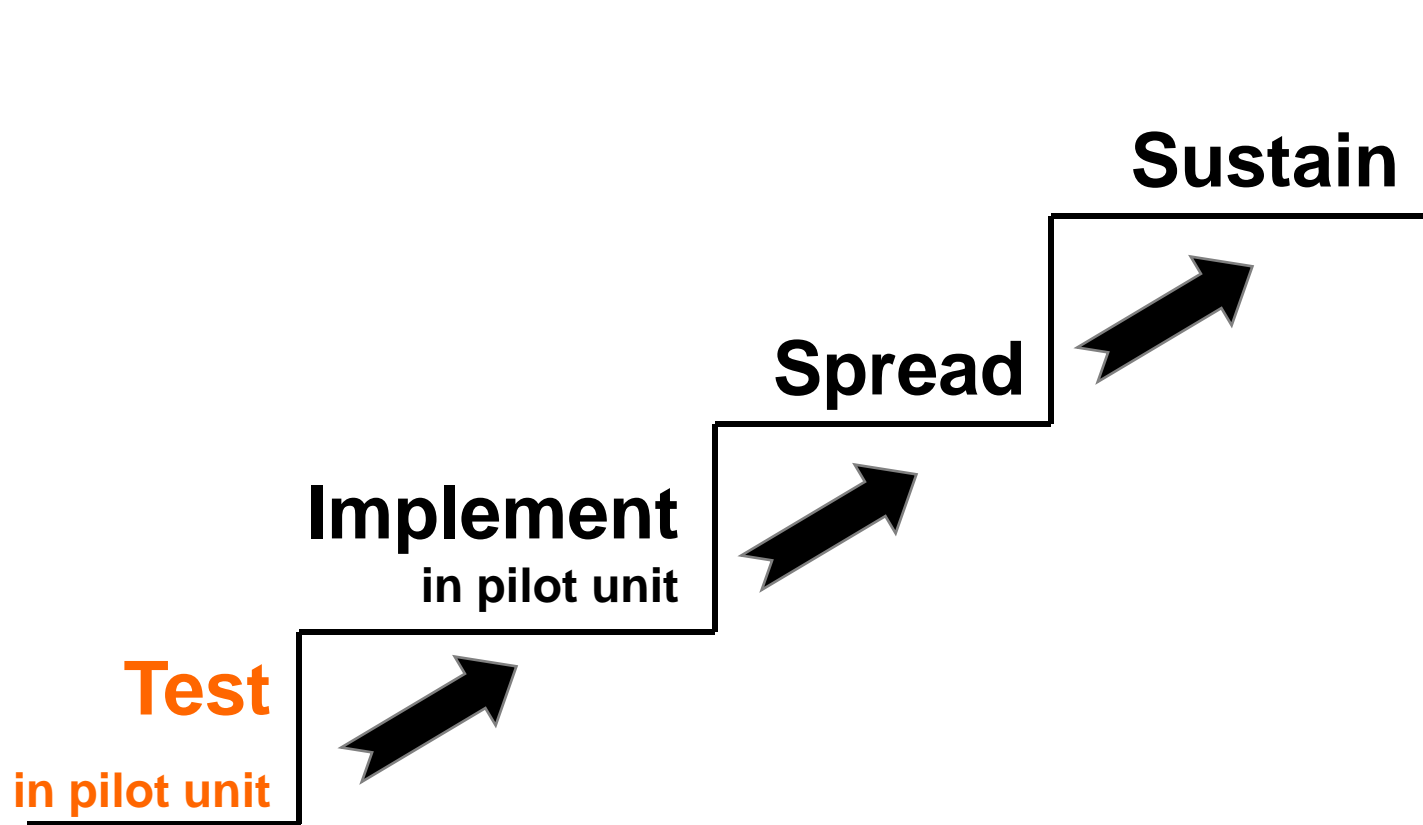 Sustain
Spread
Implement
in pilot unit
Test
in pilot unit